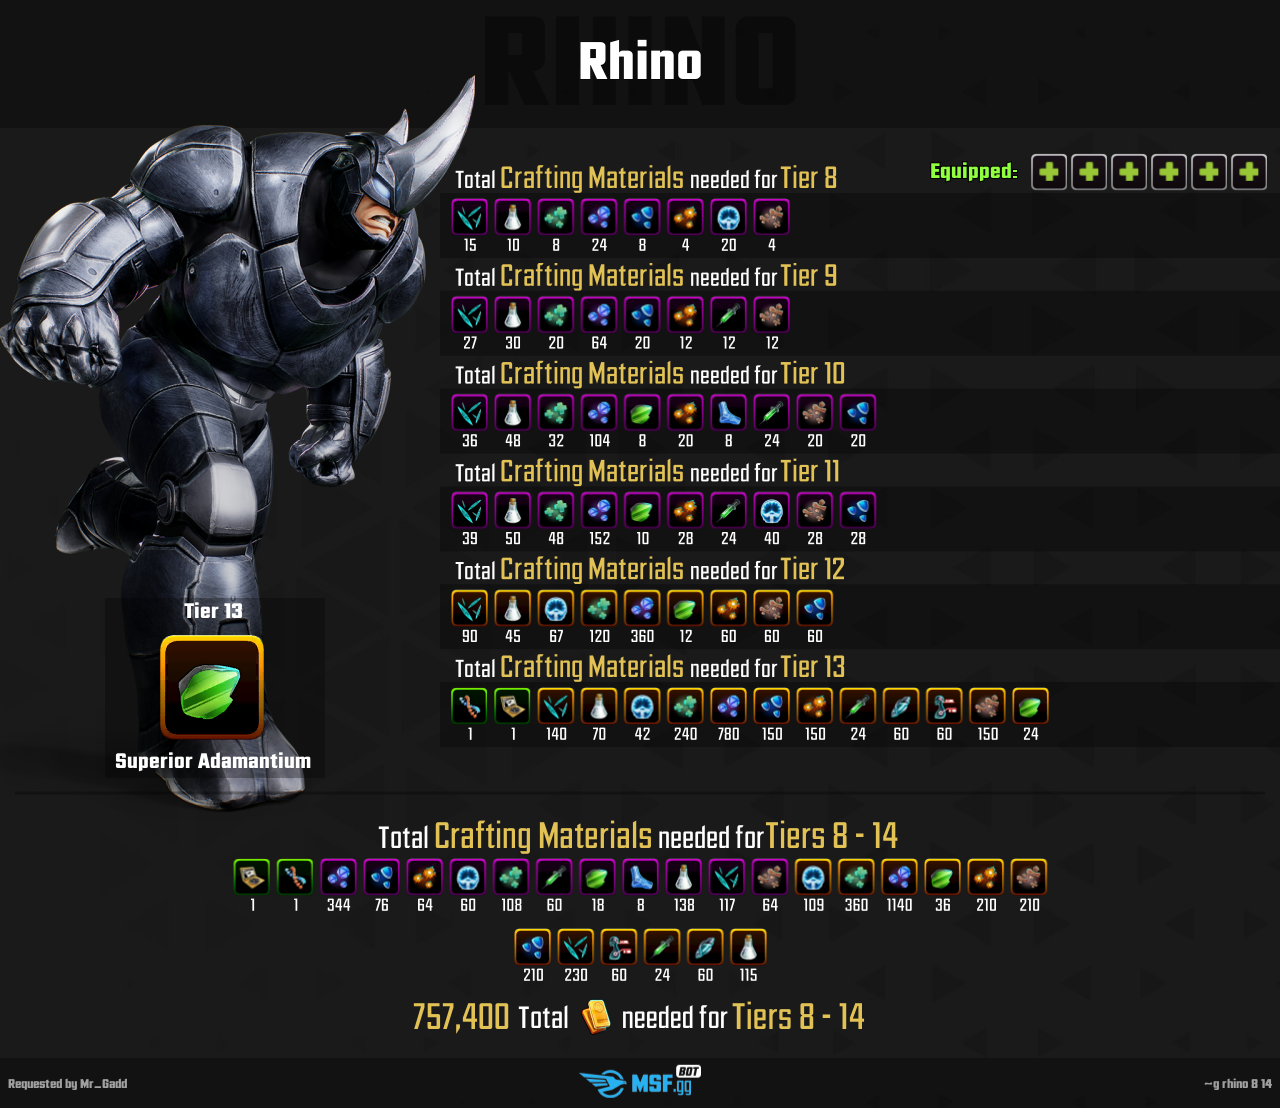 RHINO
Rhino
Equipped:
Total Crafting Materials needed for Tier 8
15 10 8 24 8 4 20 4
Total Crafting Materials needed for Tier 9
27 30 20 64 20 12 12 12
Total Crafting Materials needed for Tier 10
36 48 32 104 8 20 8 24 20 20
Total Crafting Materials needed for Tier 11
39 50 48 152 10 28 24 40 28 28
Total Crafting Materials needed for Tier 12
90 45 67 120 360 12 60 60 60
Total Crafting Materials needed for Tier 13
1 1 140 70 42 240 780 150 150 24 60 60 150 24
Tier 13
Superior Adamantium
Total Crafting Materials needed for Tiers 8 - 14
1 1 344 76 64 60 108 60 18 8 138 117 64 109 360 1140 36 210 210
210 230 60 24 60 115
757,400 Total needed for Tiers 8 - 14
Requested by Mr_Gadd
MSF.gg BOT
~g rhino 8 14